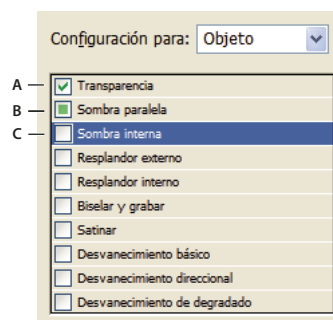 Configuración para: Objeto
A Transparencia
B Sombra paralela
C Sombra interna
Resplandor externo
Resplandor interno
Biselar y grabar
Satinar
Desvanecimiento básico
Desvanecimiento direccional
Desvanecimiento de degradado